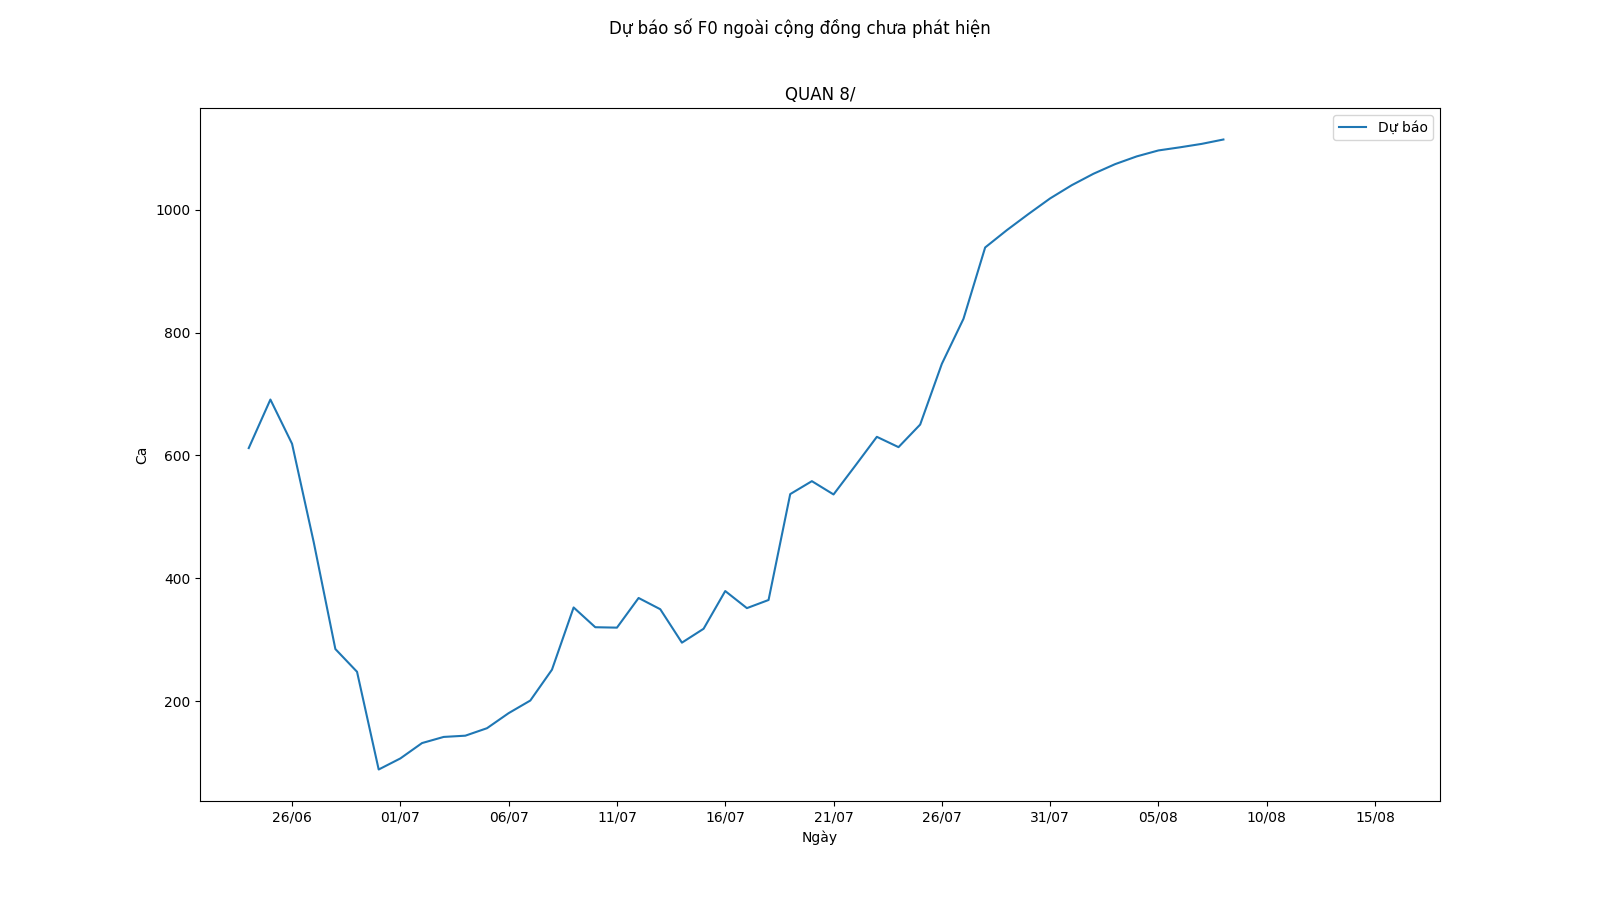 Dự báo số F0 ngoài cộng đồng chưa phát hiện
QUAN 8/
Dự báo
1000
800
600
400
200
Ca
26/06 01/07 06/07 11/07 16/07 21/07 26/07 31/07 05/08 10/08 15/08
Ngày